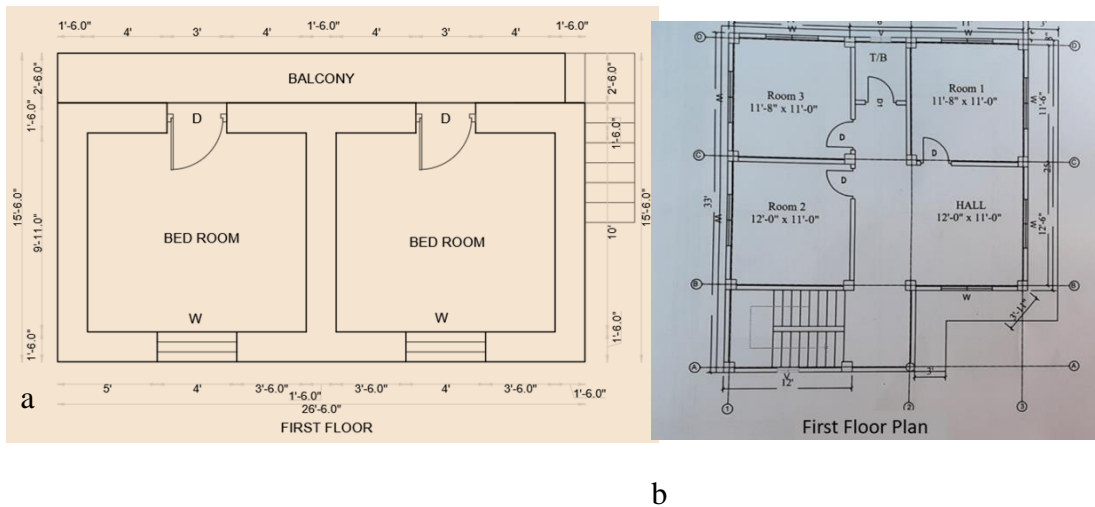 1'-6.0" 4' 3' 4' 1'-6.0" 4' 3' 4' 1'-6.0"
BALCONY
2'-6.0" 2'-6.0"
1'-6.0" 1'-6.0"
D D
15'-6.0" 15'-6.0"
9'-11.0" 10'
BED ROOM BED ROOM
W W
1'-6.0" 1'-6.0"
5' 4' 3'-6.0" 1'-6.0" 3'-6.0" 4' 3'-6.0" 1'-6.0"
26'-6.0"
FIRST FLOOR
a
3'
W V W
D D
T/B
Room 3
11'-8" x 11'-0"
Room 1
11'-8" x 11'-0"
W W
11'-6"
D1
D D
C C
D
25'
33'
Room 2
12'-0" x 11'-0"
HALL
12'-0" x 11'-0"
W W
12'-6"
B B
W
3'-11"
A A
V
12' 3'
1 2 3
First Floor Plan
b